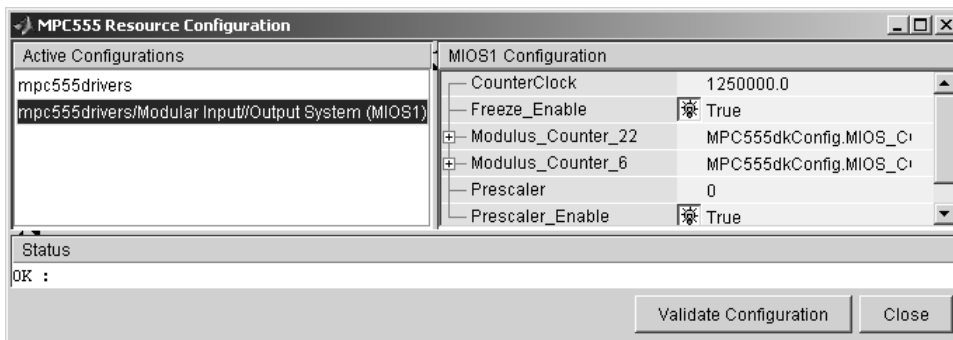 MPC555 Resource Configuration
Active Configurations
mpc555drivers
mpc555drivers/Modular Input//Output System (MIOS1)
MIOS1 Configuration
CounterClock 1250000.0
Freeze_Enable True
Modulus_Counter_22 MPC555dkConfig.MIOS_C
Modulus_Counter_6 MPC555dkConfig.MIOS_C
Prescaler 0
Prescaler_Enable True
Status
OK :
Validate Configuration Close